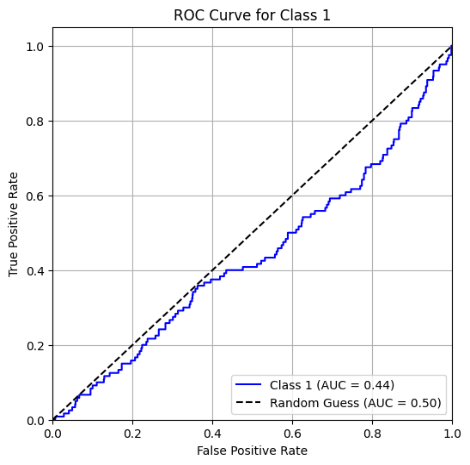 ROC Curve for Class 1
1.0
0.8
0.6
0.4
0.2
0.0
True Positive Rate
0.0 0.2 0.4 0.6 0.8 1.0
False Positive Rate
Class 1 (AUC = 0.44)
Random Guess (AUC = 0.50)